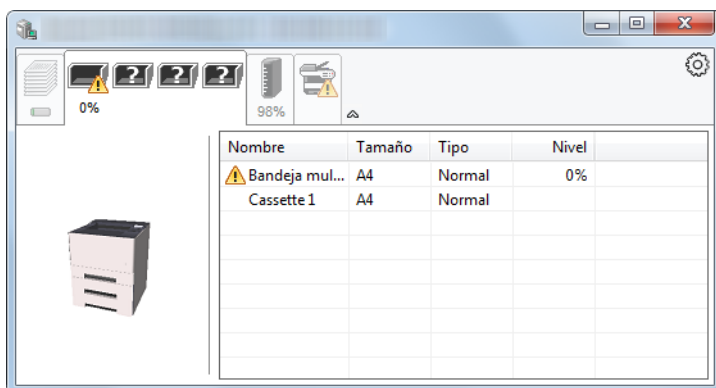 ? ? ?
0%
98%
Nombre Tamaño Tipo Nivel
Bandeja mul... A4 Normal 0%
Cassette 1 A4 Normal